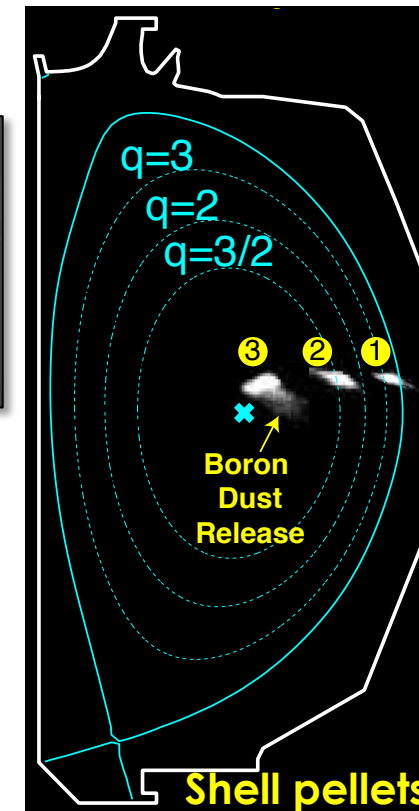 q=3
q=2
q=3/2
3
2
1
Boron
Dust
Release
Shell pellets